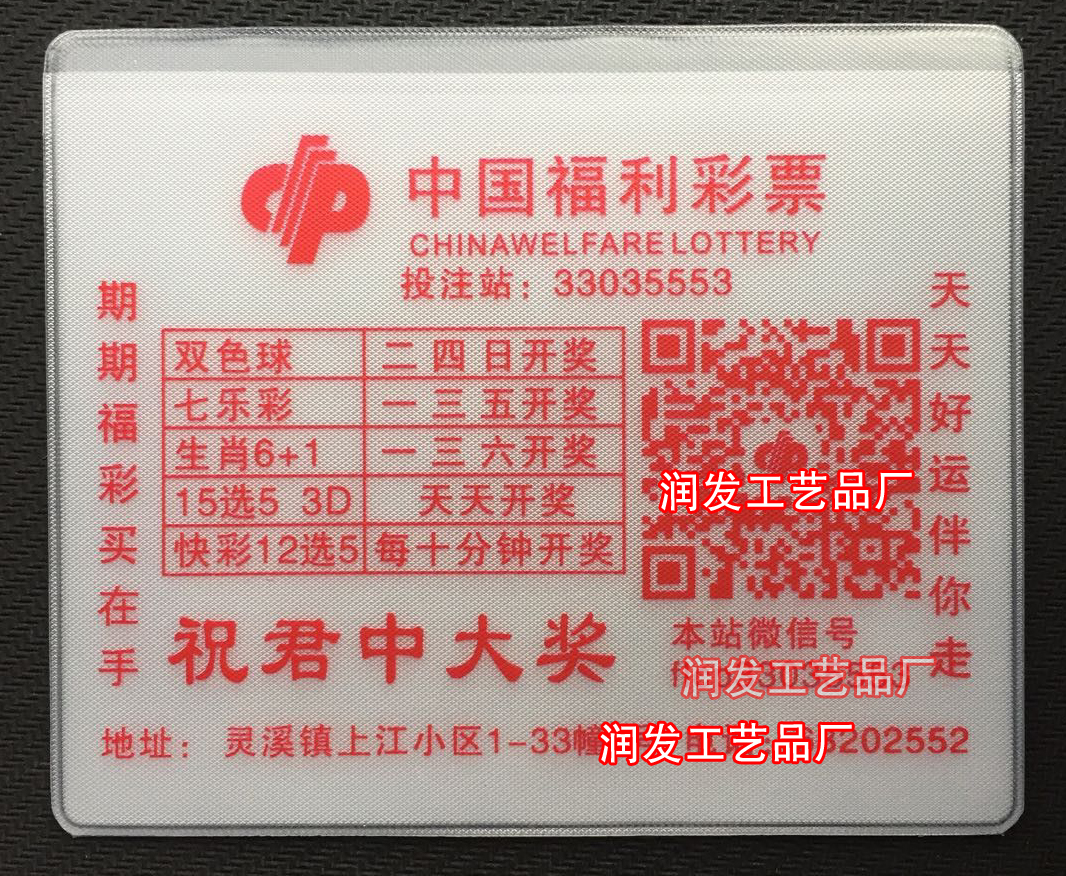 中国福利彩票
CHINAWELFARELOTTERY
投注站：33035553
期期福彩买在手
双色球 二四日开奖
七乐彩 一三五开奖
生肖6+1 一三六开奖
15选5 3D 天天开奖
快彩12选5 每十分钟开奖
天天好运伴你走
润发工艺品厂
祝君中大奖
本站微信号
润发工艺品厂
地址：灵溪镇上江小区1-33幢
润发工艺品厂
8202552